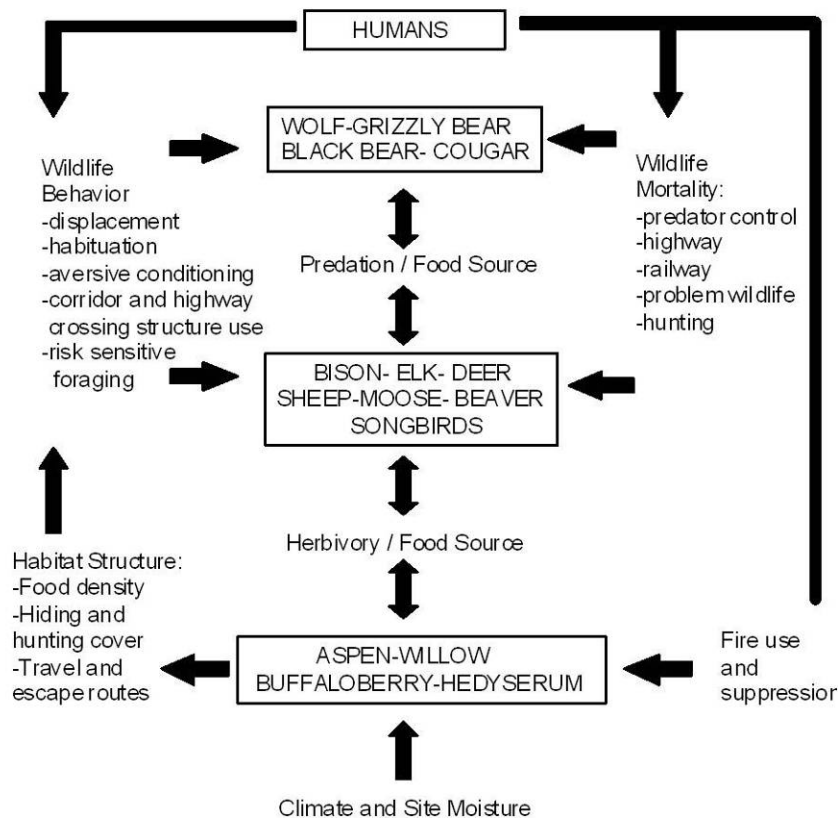 HUMANS
WOLF-GRIZZLY BEAR
BLACK BEAR- COUGAR
Wildlife
Behavior
-displacement
-habituation
-aversive conditioning
-corridor and highway
crossing structure use
-risk sensitive
foraging
Wildlife
Mortality:
-predator control
-highway
-railway
-problem wildlife
-hunting
Predation / Food Source
BISON- ELK- DEER
SHEEP-MOOSE- BEAVER
SONGBIRDS
Herbivory / Food Source
Habitat Structure:
-Food density
-Hiding and
hunting cover
-Travel and
escape routes
ASPEN-WILLOW
BUFFALOBERRY-HEDYSERUM
Fire use
and
suppression
Climate and Site Moisture